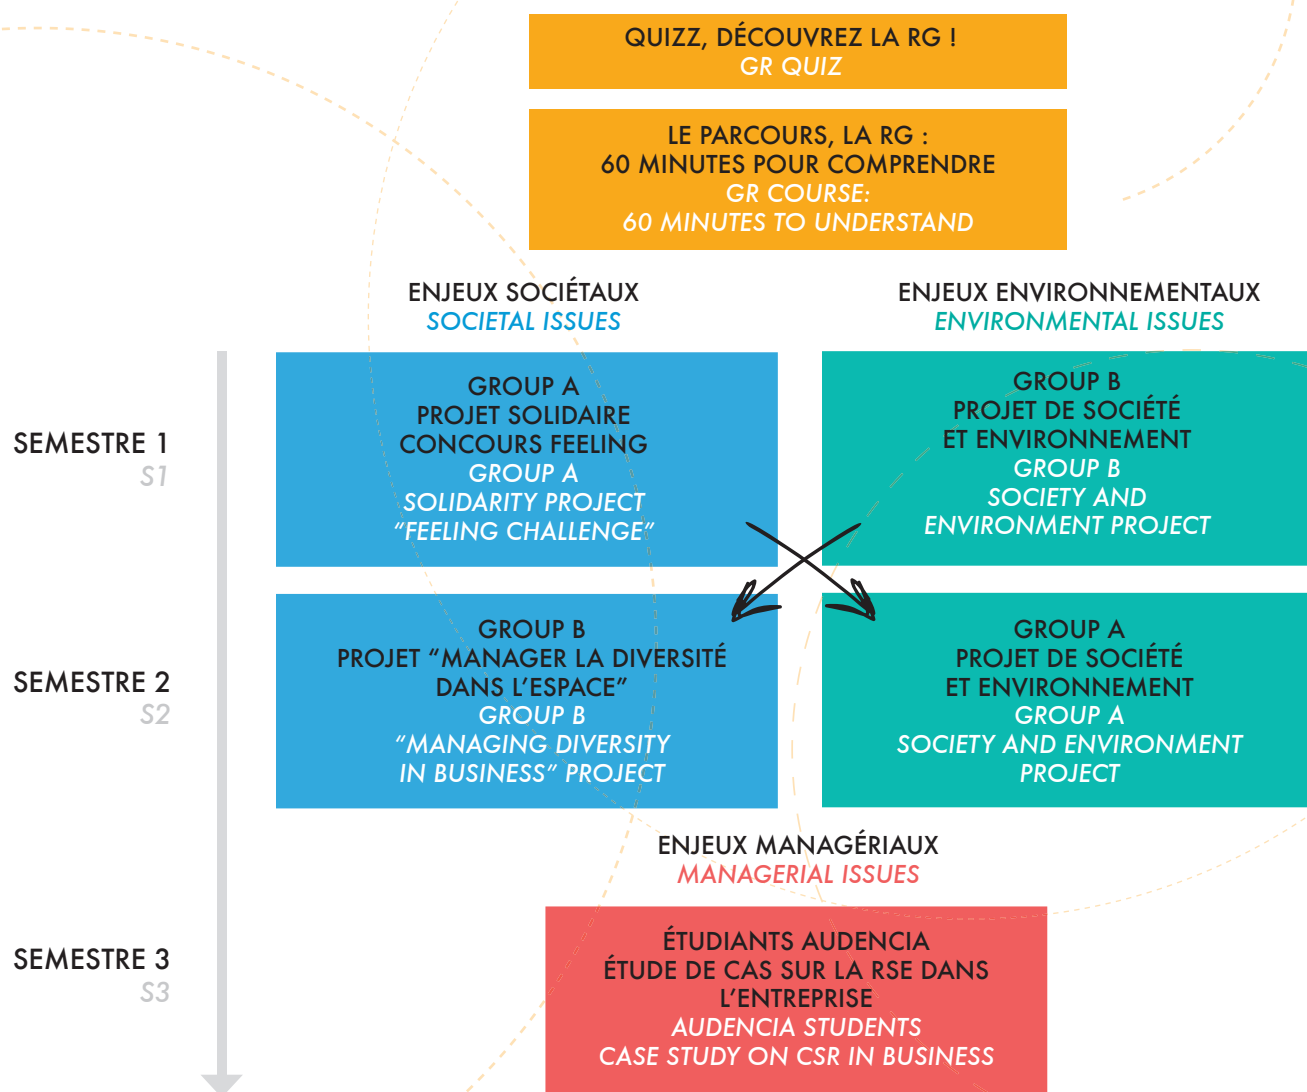 QUIZZ, DÉCOUVREZ LA RG !
GR QUIZ
LE PARCOURS, LA RG :
60 MINUTES POUR COMPRENDRE
GR COURSE:
60 MINUTES TO UNDERSTAND
ENJEUX SOCIÉTAUX
SOCIETAL ISSUES
ENJEUX ENVIRONNEMENTAUX
ENVIRONMENTAL ISSUES
SEMESTRE 1
S1
GROUP A
PROJET SOLIDAIRE
CONCOURS FEELING
GROUP A
SOLIDARITY PROJECT
“FEELING CHALLENGE”
GROUP B
PROJET DE SOCIÉTÉ
ET ENVIRONNEMENT
GROUP B
SOCIETY AND
ENVIRONMENT PROJECT
SEMESTRE 2
S2
GROUP B
PROJET “MANAGER LA DIVERSITÉ
DANS L’ESPACE”
GROUP B
“MANAGING DIVERSITY
IN BUSINESS” PROJECT
GROUP A
PROJET DE SOCIÉTÉ
ET ENVIRONNEMENT
GROUP A
SOCIETY AND ENVIRONMENT
PROJECT
ENJEUX MANAGÉRIAUX
MANAGERIAL ISSUES
SEMESTRE 3
S3
ÉTUDIANTS AUDENCIA
ÉTUDE DE CAS SUR LA RSE DANS
L’ENTREPRISE
AUDENCIA STUDENTS
CASE STUDY ON CSR IN BUSINESS